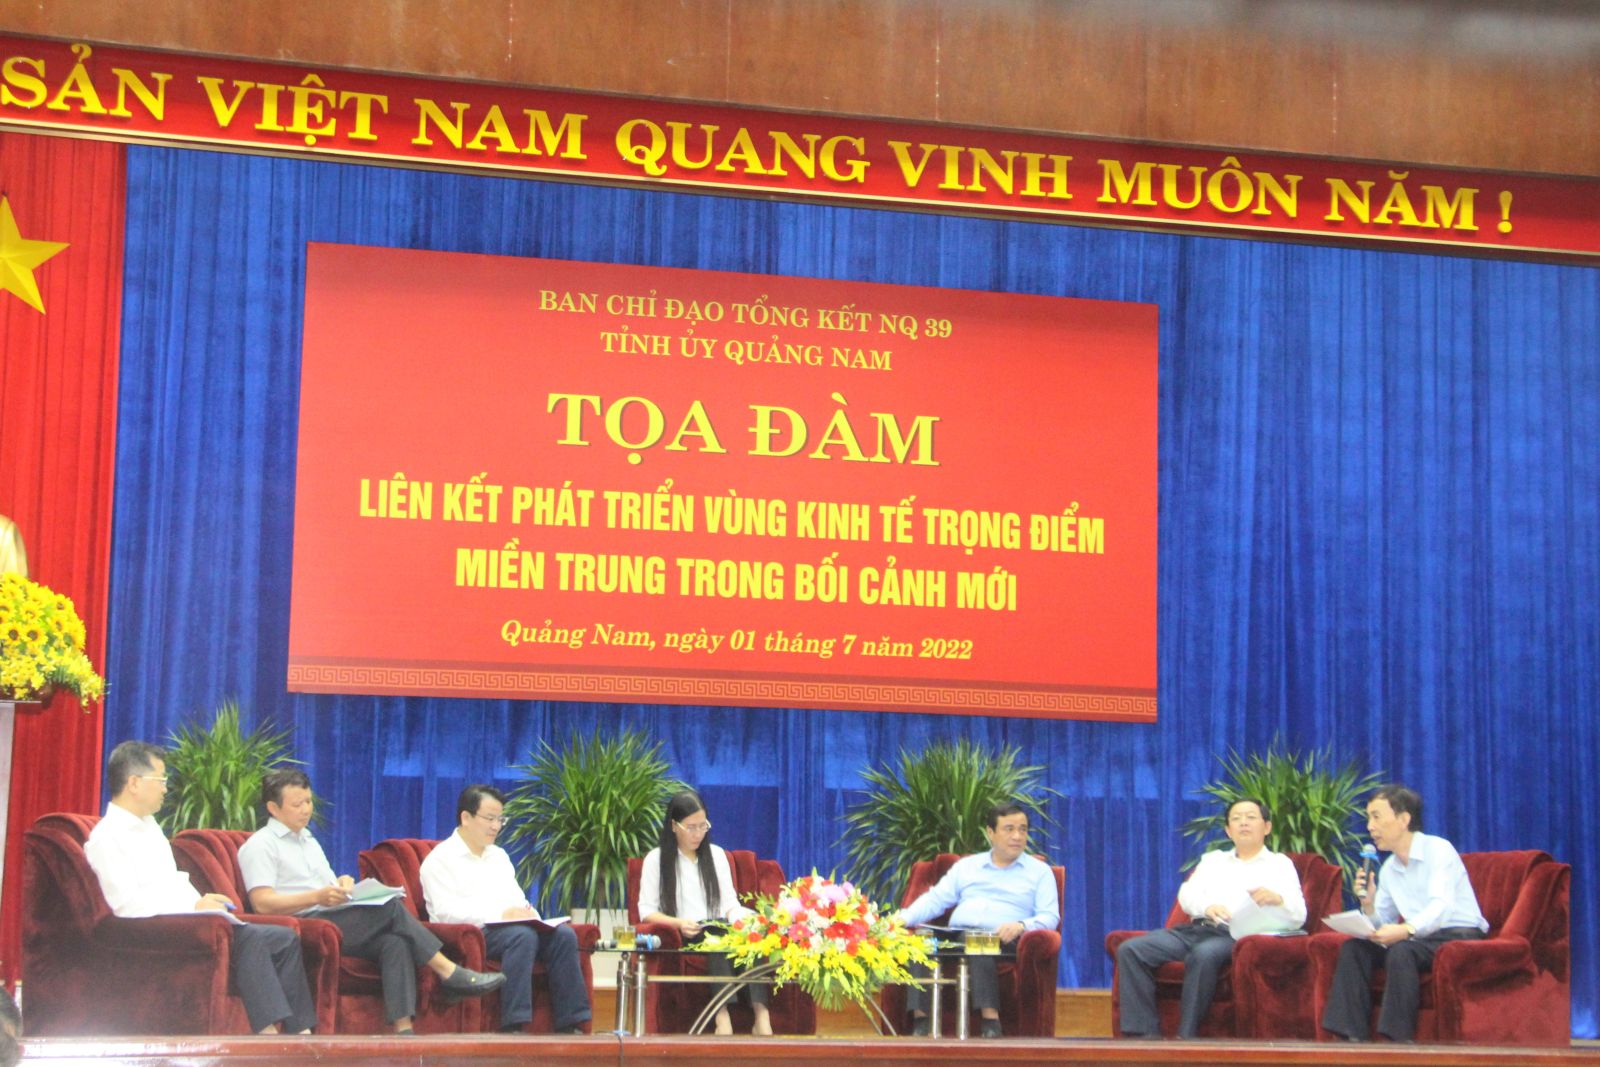 SẢN VIỆT NAM QUANG VINH MUÔN NĂM !
BAN CHỈ ĐẠO TỔNG KẾT NQ 39
TỈNH ỦY QUẢNG NAM
TỌA ĐÀM
LIÊN KẾT PHÁT TRIỂN VÙNG KINH TẾ TRỌNG ĐIỂM
MIỀN TRUNG TRONG BỐI CẢNH MỚI
Quảng Nam, ngày 01 tháng 7 năm 2022